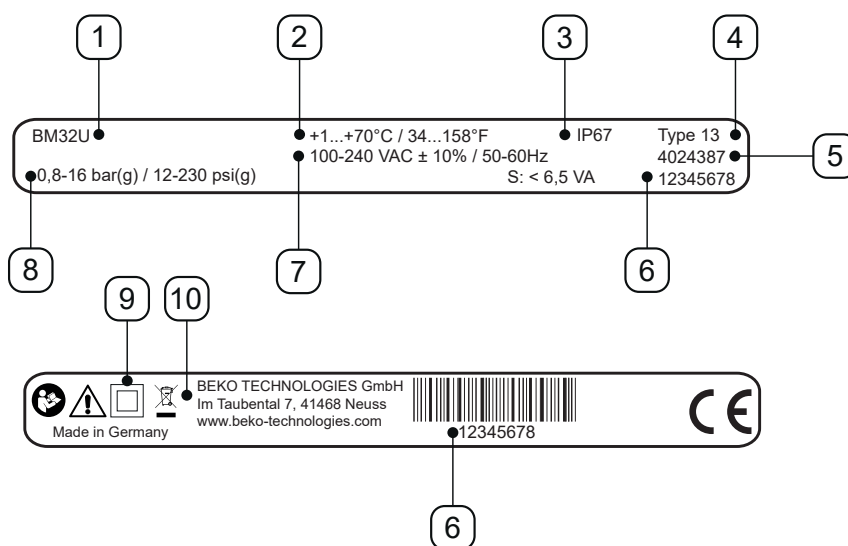 1 2 3 4
BM32U +1...+70°C / 34...158°F IP67 Type 13
100-240 VAC ± 10% / 50-60Hz 4024387 5
0,8-16 bar(g) / 12-230 psi(g) S: < 6,5 VA 12345678
8 7 6
9 10
BEKO TECHNOLOGIES GmbH
Im Taubental 7, 41468 Neuss
www.beko-technologies.com
Made in Germany 12345678
CE
6